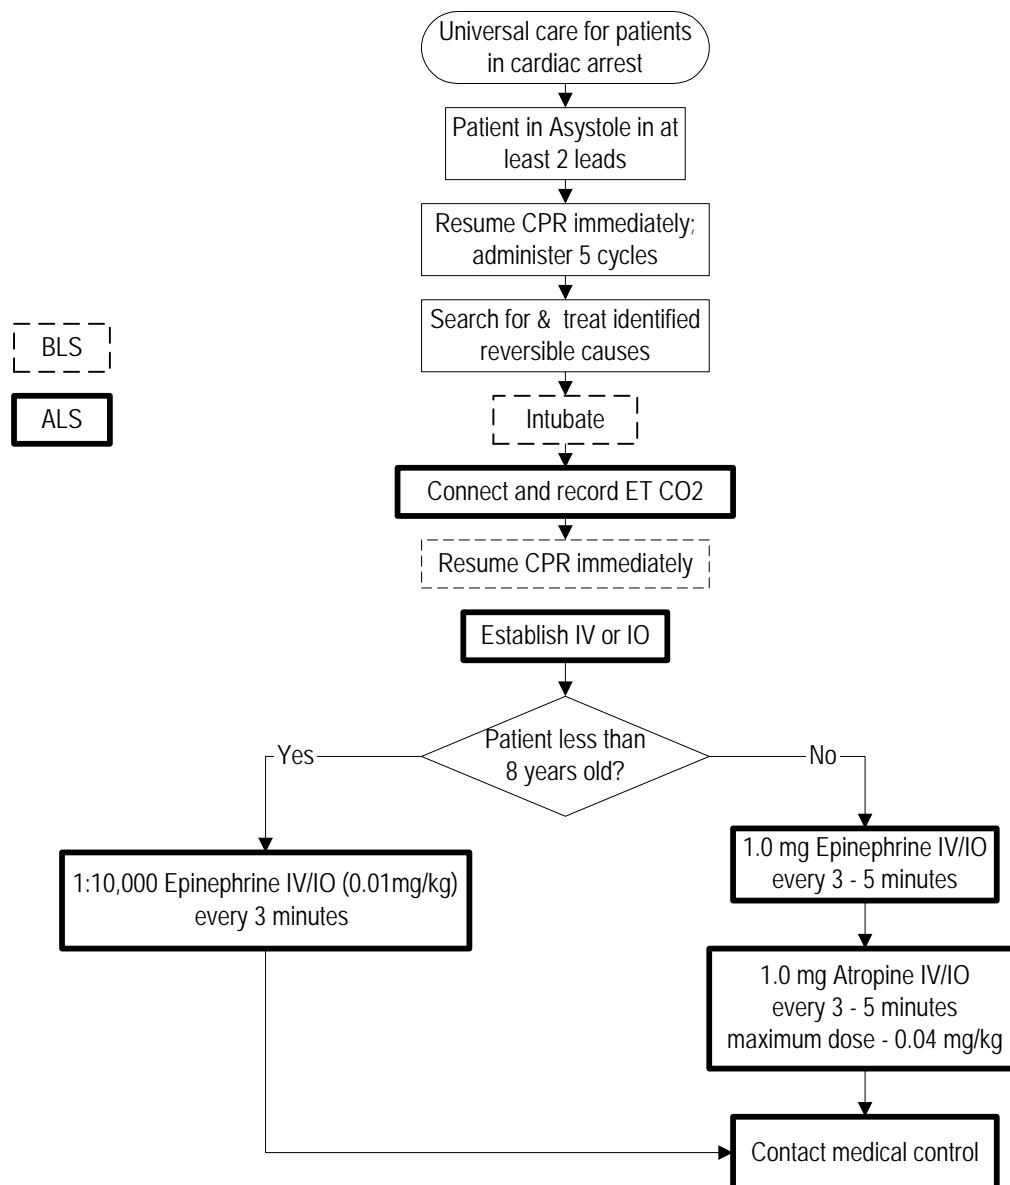 Universal care for patients
in cardiac arrest
Patient in Asystole in at
least 2 leads
Resume CPR immediately;
administer 5 cycles
Search for & treat identified
reversible causes
BLS
ALS
Intubate
Connect and record ET CO2
Resume CPR immediately
Establish IV or IO
Patient less than
8 years old?
Yes
No
1:10,000 Epinephrine IV/IO (0.01mg/kg)
every 3 minutes
1.0 mg Epinephrine IV/IO
every 3 - 5 minutes
1.0 mg Atropine IV/IO
every 3 - 5 minutes
maximum dose - 0.04 mg/kg
Contact medical control